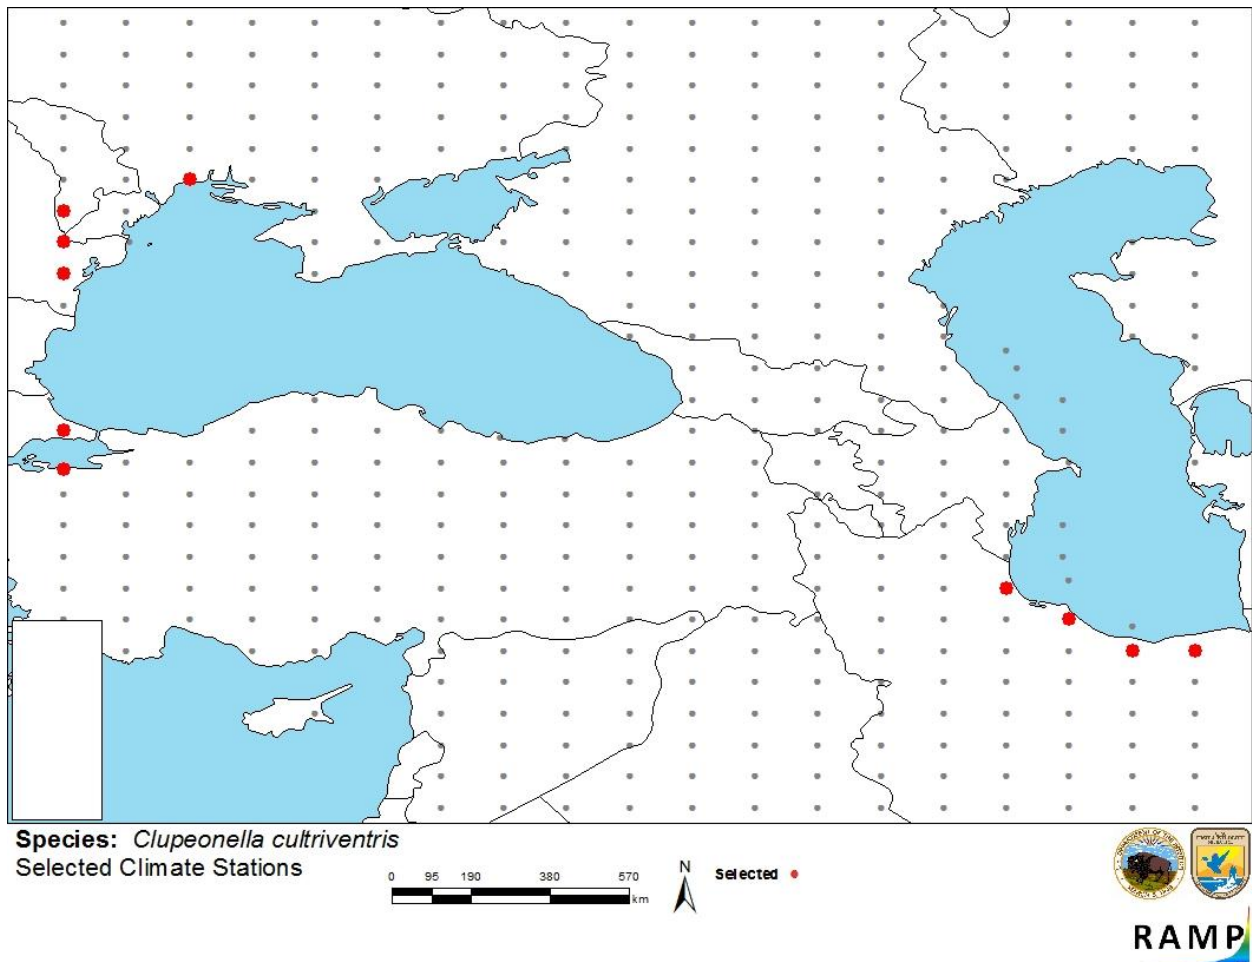 Species: Clupeonella cultriventris
Selected Climate Stations
0 95 190 380 570
km
N
Selected
RAMP